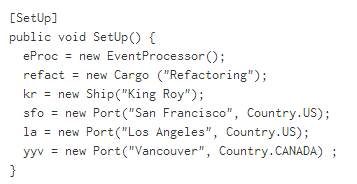 [SetUp]
public void SetUp() {
  eProc = new EventProcessor();
  refact = new Cargo ("Refactoring");
  kr = new Ship("King Roy");
  sfo = new Port("San Francisco", Country.US);
  la = new Port("Los Angeles", Country.US);
  yyv = new Port("Vancouver", Country.CANADA) ;
}